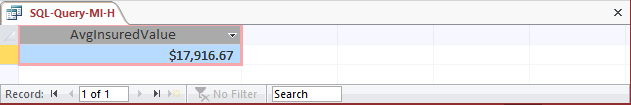 SQL-Query-MI-H
AvgInsuredValue
$17,916.67
Record: 1 of 1 No Filter Search